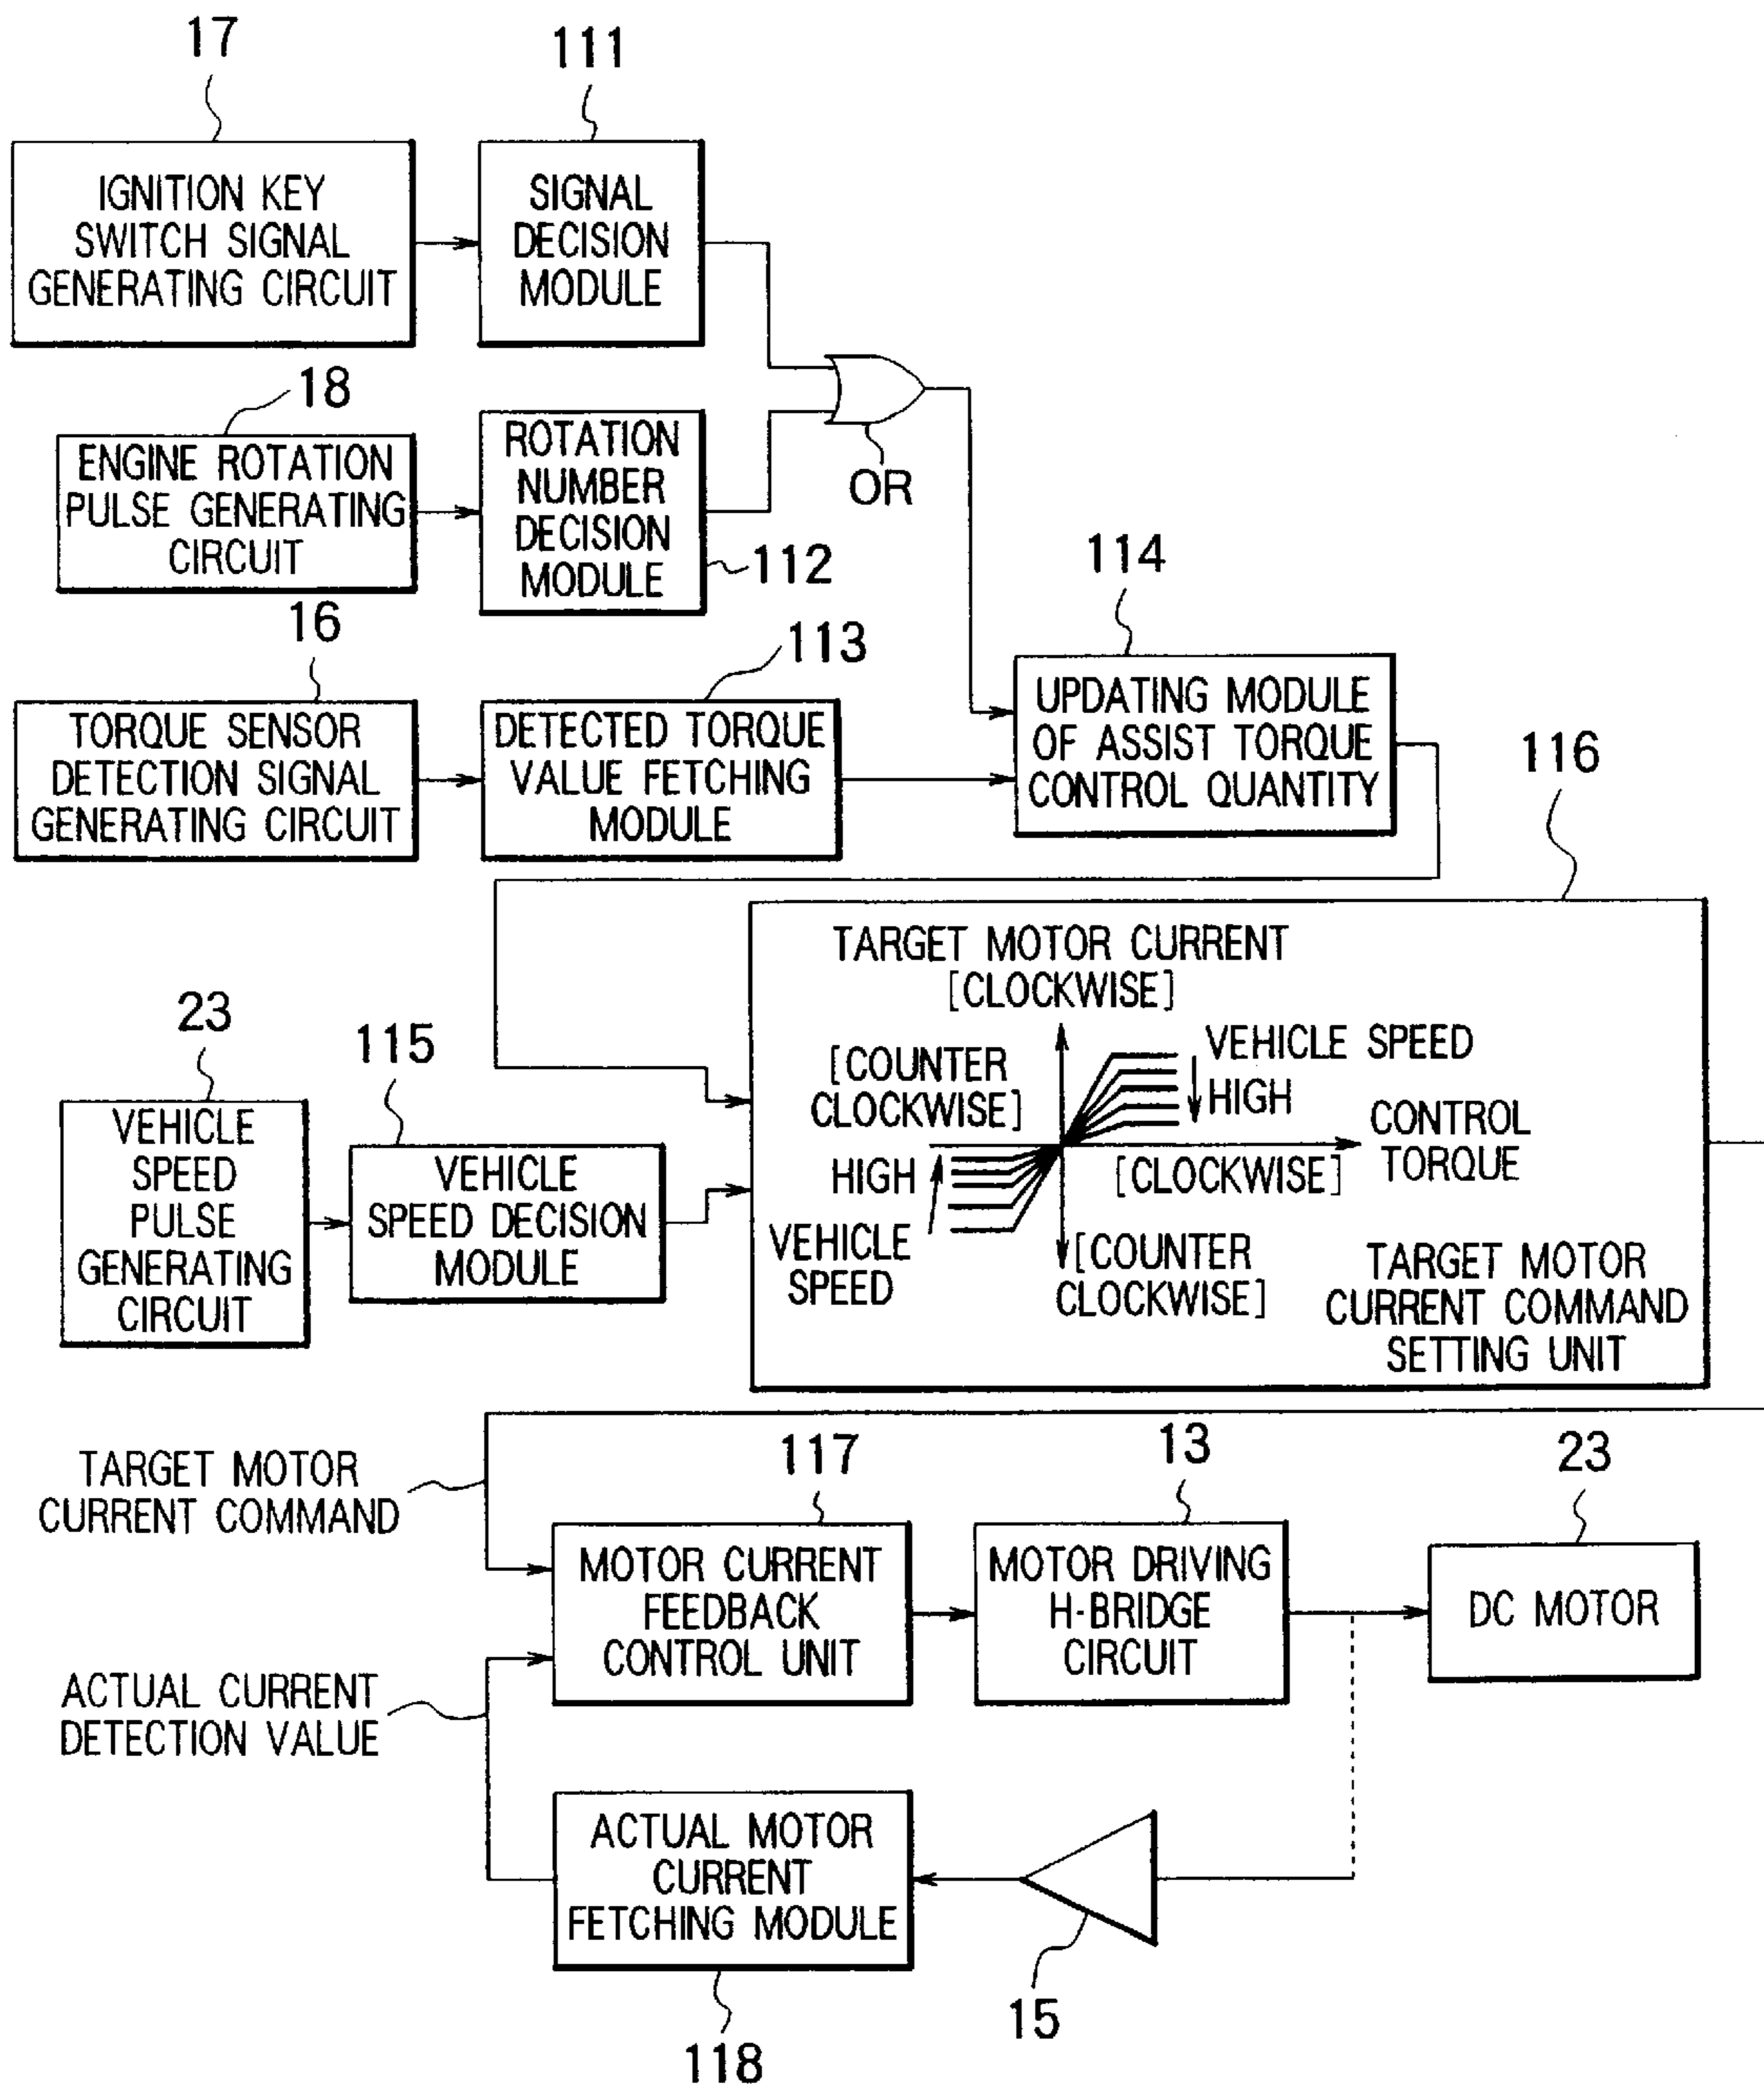 17
111
IGNITION KEY
SWITCH SIGNAL
GENERATING CIRCUIT
SIGNAL
DECISION
MODULE
18
ENGINE ROTATION
PULSE GENERATING
CIRCUIT
ROTATION
NUMBER
DECISION
MODULE
112
OR
114
16
113
TORQUE SENSOR
DETECTION SIGNAL
GENERATING CIRCUIT
DETECTED TORQUE
VALUE FETCHING
MODULE
UPDATING MODULE
OF ASSIST TORQUE
CONTROL QUANTITY
116
23
115
VEHICLE
SPEED
PULSE
GENERATING
CIRCUIT
VEHICLE
SPEED DECISION
MODULE
TARGET MOTOR CURRENT
[CLOCKWISE]
[COUNTER
CLOCKWISE]
VEHICLE SPEED
HIGH
CONTROL
TORQUE
HIGH
[CLOCKWISE]
VEHICLE
SPEED
[COUNTER
CLOCKWISE]
TARGET MOTOR
CURRENT COMMAND
SETTING UNIT
TARGET MOTOR
CURRENT COMMAND
117
13
23
MOTOR CURRENT
FEEDBACK
CONTROL UNIT
MOTOR DRIVING
H-BRIDGE
CIRCUIT
DC MOTOR
ACTUAL CURRENT
DETECTION VALUE
ACTUAL MOTOR
CURRENT
FETCHING MODULE
15
118